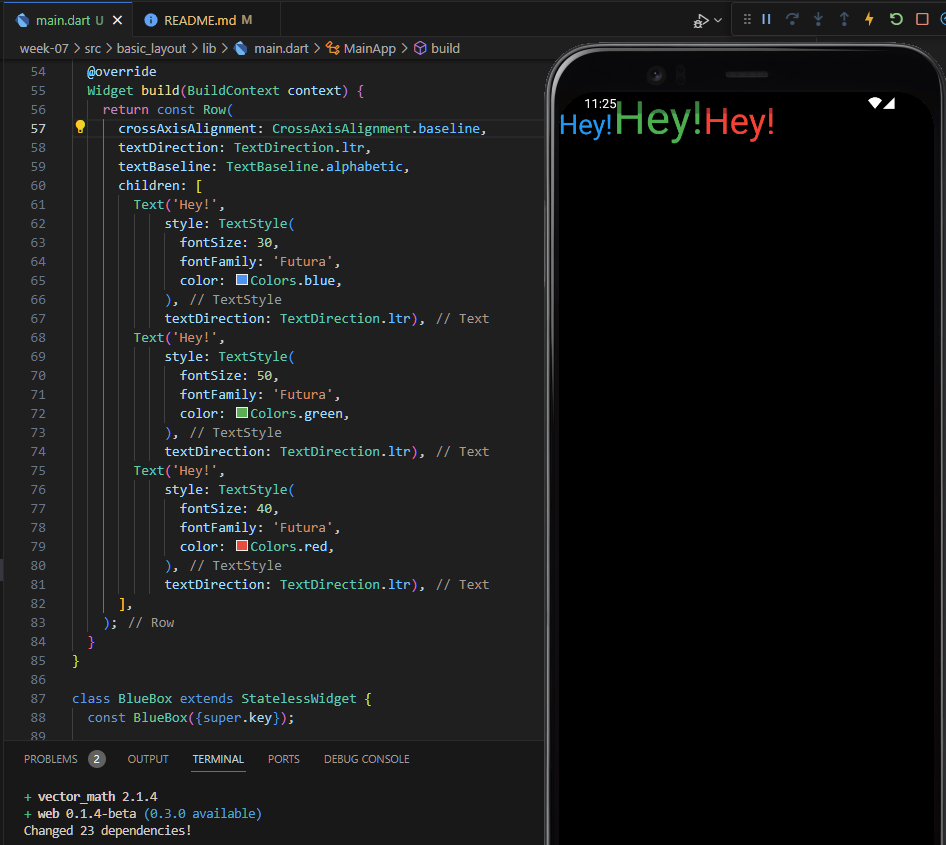 main.dart U
README.md M
week-07 > src > basic_layout > lib > main.dart > MainApp > build
54 @override
55 Widget build(BuildContext context) {
56 return const Row(
57 crossAxisAlignment: CrossAxisAlignment.baseline,
58 textDirection: TextDirection.ltr,
59 textBaseline: TextBaseline.alphabetic,
60 children: [
61 Text('Hey!',
62 style: TextStyle(
63 fontSize: 30,
64 fontFamily: 'Futura',
65 color: Colors.blue,
66 ), // TextStyle
67 textDirection: TextDirection.ltr), // Text
68 Text('Hey!',
69 style: TextStyle(
70 fontSize: 50,
71 fontFamily: 'Futura',
72 color: Colors.green,
73 ), // TextStyle
74 textDirection: TextDirection.ltr), // Text
75 Text('Hey!',
76 style: TextStyle(
77 fontSize: 40,
78 fontFamily: 'Futura',
79 color: Colors.red,
80 ), // TextStyle
81 textDirection: TextDirection.ltr), // Text
82 ],
83 ); // Row
84 }
85 }
86
87 class BlueBox extends StatelessWidget {
88 const BlueBox({super.key});
89
PROBLEMS 2 OUTPUT TERMINAL PORTS DEBUG CONSOLE
+ vector_math 2.1.4
+ web 0.1.4-beta (0.3.0 available)
Changed 23 dependencies!
11:25
Hey!Hey!Hey!